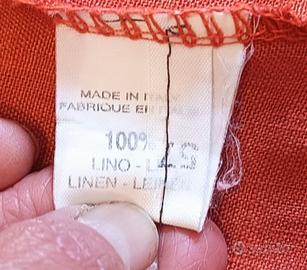 MADE IN ITALY
FABRIQUE EN
100%
LINO - 
LINEN - LEINEN